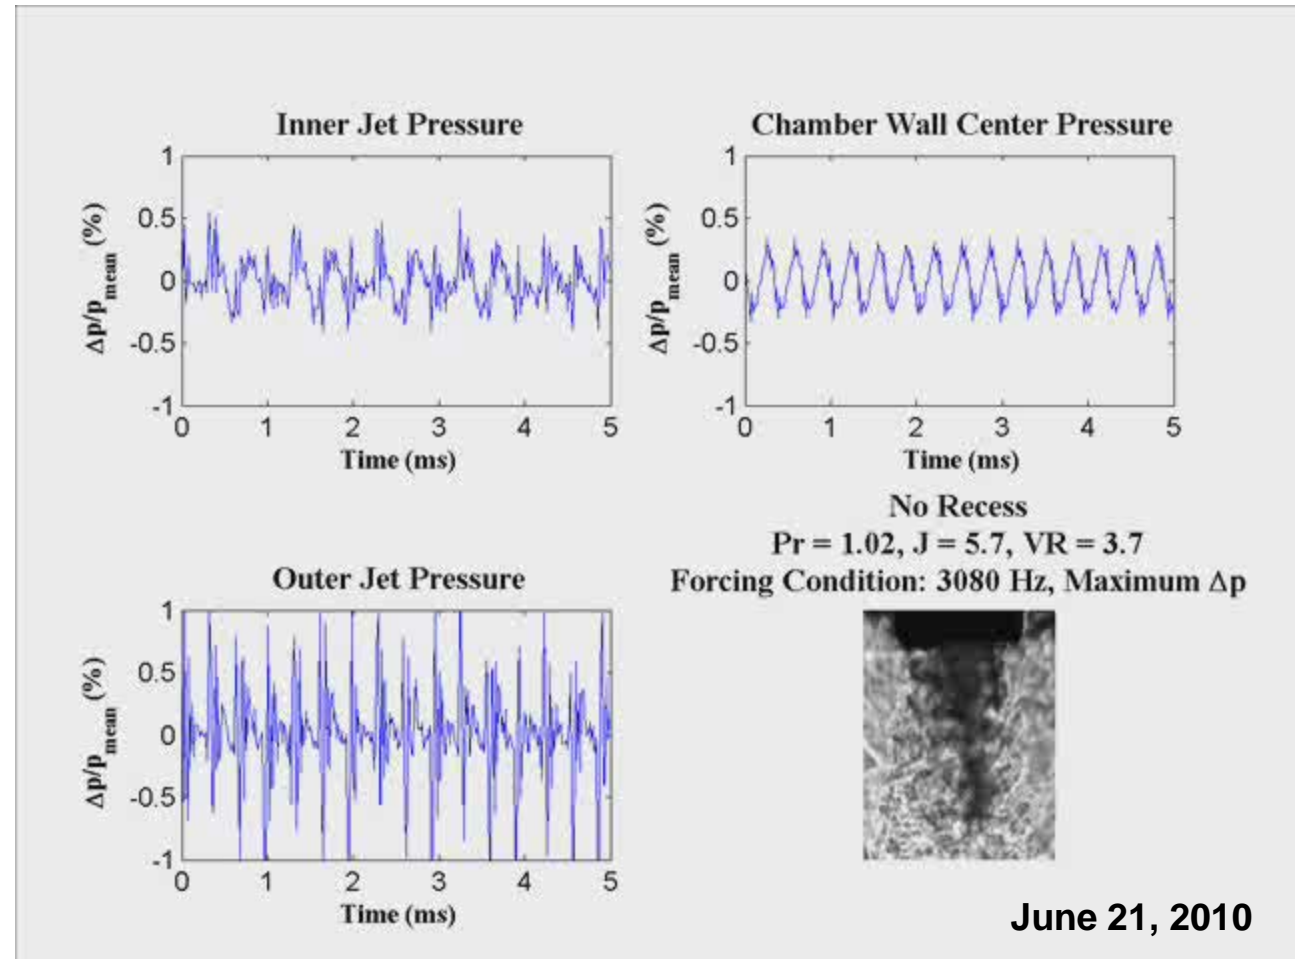 Inner Jet Pressure
1
0.5
0
-0.5
-1
Δp/p_mean (%)
0 1 2 3 4 5
Time (ms)
Chamber Wall Center Pressure
1
0.5
0
-0.5
-1
Δp/p_mean (%)
0 1 2 3 4 5
Time (ms)
No Recess
Pr = 1.02, J = 5.7, VR = 3.7
Forcing Condition: 3080 Hz, Maximum Δp
Outer Jet Pressure
1
0.5
0
-0.5
-1
Δp/p_mean (%)
0 1 2 3 4 5
Time (ms)
June 21, 2010